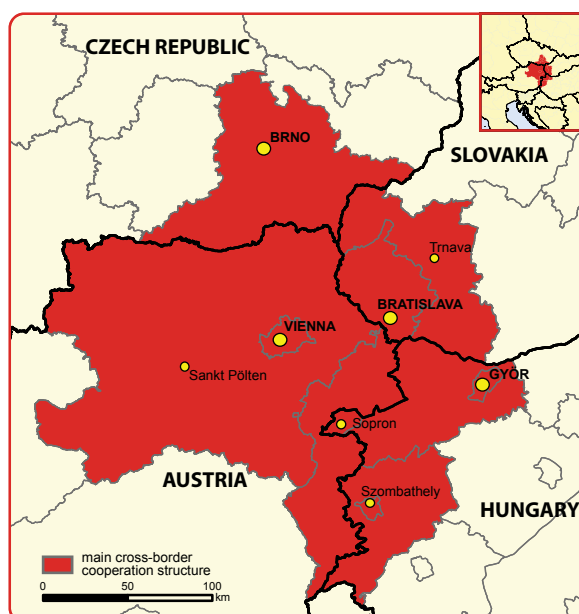 CZECH REPUBLIC
BRNO
SLOVAKIA
Trnava
BRATISLAVA
VIENNA
Sankt Pölten
GYÖR
Sopron
AUSTRIA
Szombathely
HUNGARY
main cross-border
cooperation structure
0 50 100
km